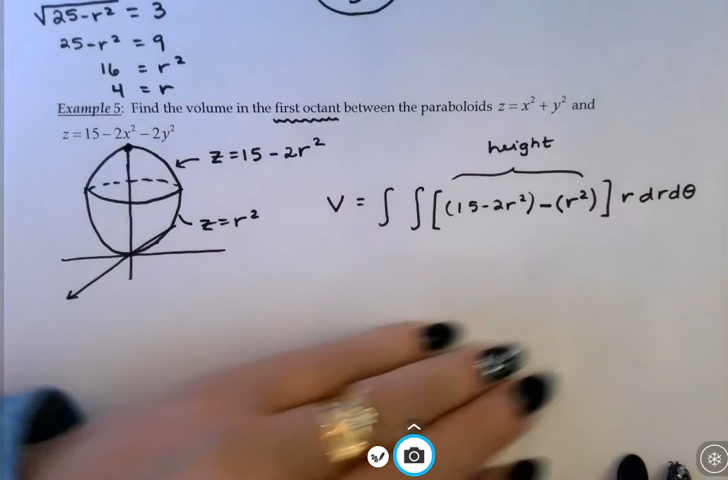 √25-r² = 3
25-r² = 9
16 = r²
4 = r
Example 5: Find the volume in the first octant between the paraboloids z = x² + y² and
z = 15 - 2x² - 2y²
height
z = 15 - 2r²
V = ∫ ∫ [(15-2r²)-(r²)] r dr dθ
z = r²